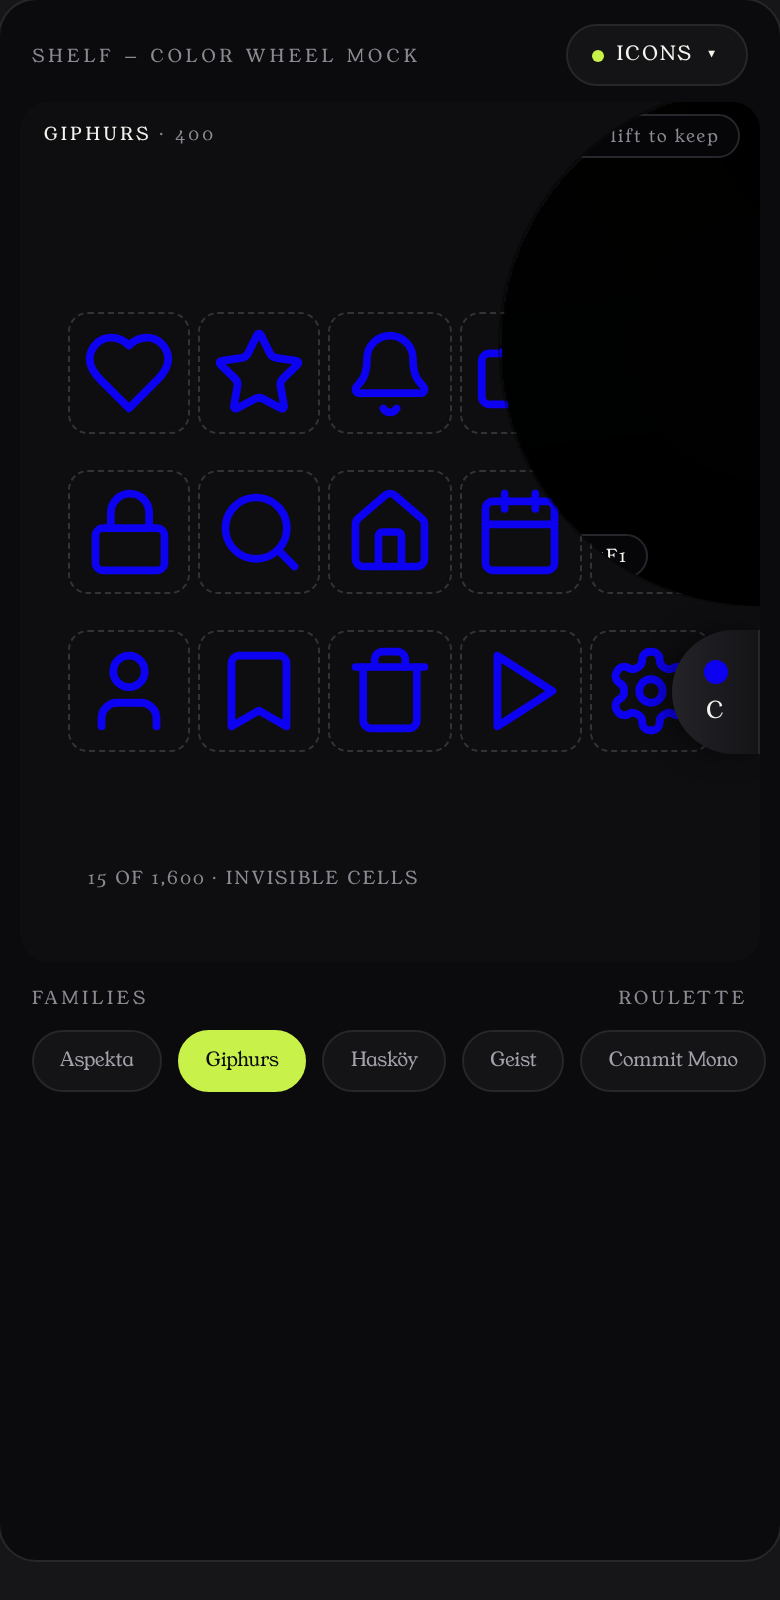 SHELF – COLOR WHEEL MOCK
ICONS ▾
GIPHURS · 400
lift to keep
F1
C
15 OF 1,600 · INVISIBLE CELLS
FAMILIES
ROULETTE
Aspekta
Giphurs
Hasköy
Geist
Commit Mono